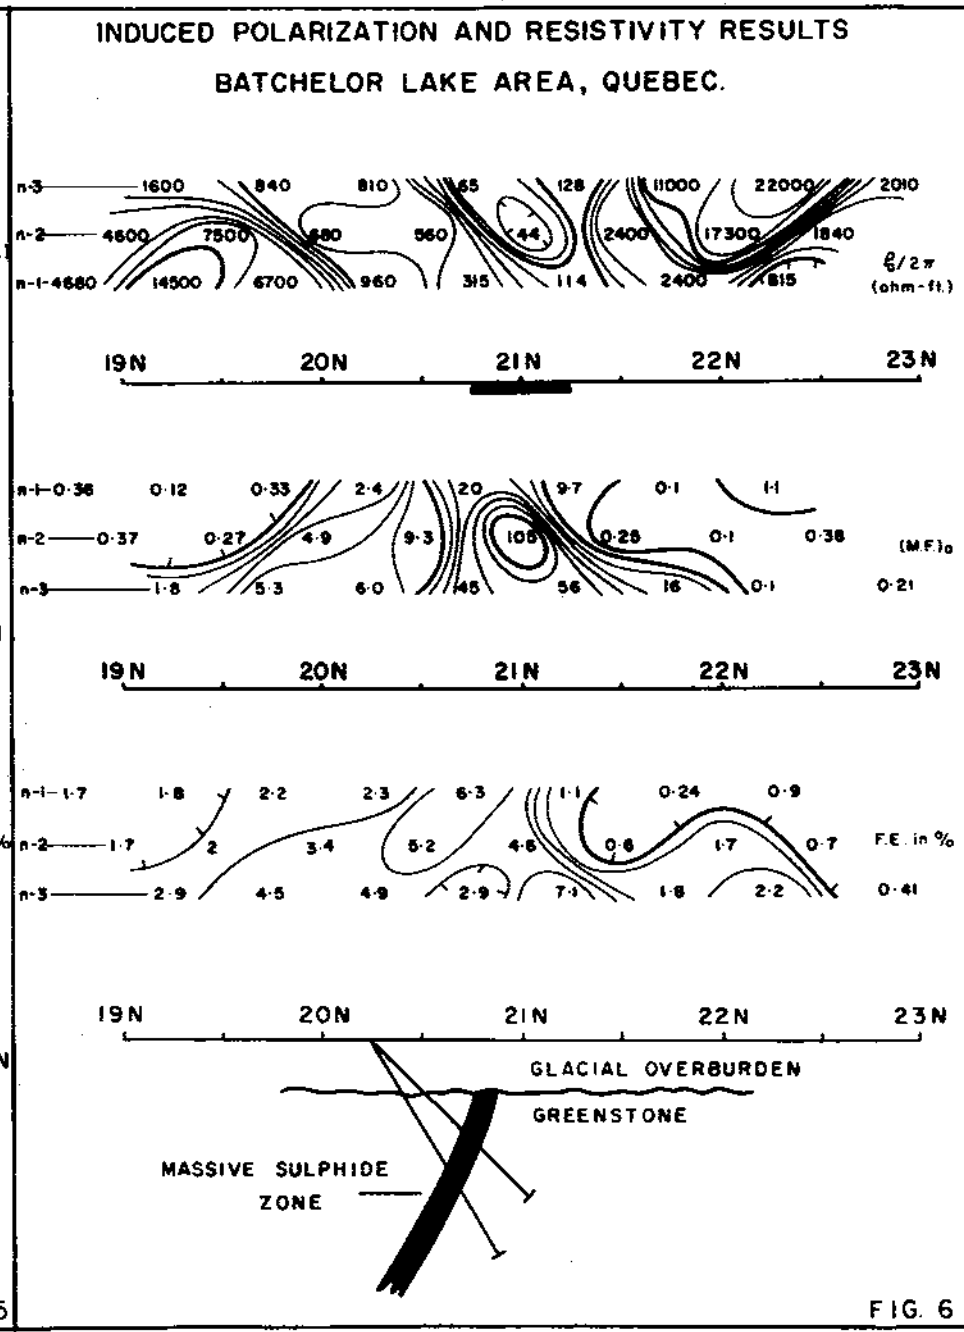 INDUCED POLARIZATION AND RESISTIVITY RESULTS
BATCHELOR LAKE AREA, QUEBEC.
n-3 1600 840 810 65 128 11000 22000 2010
n-2 4600 7500 680 560 44 2400 17300 1840
n-1-4680 14500 6700 960 315 114 2400 815
ρ/2π
(ohm-ft.)
19N 20N 21N 22N 23N
n-1-0.36 0.12 0.33 2.4 20 9.7 0.1 1.1
n-2 0.37 0.27 4.9 9.3 105 0.25 0.1 0.38 (M.F.)a
n-3 1.8 5.3 6.0 45 56 16 0.1 0.21
19N 20N 21N 22N 23N
n-1-1.7 1.8 2.2 2.3 6.3 1.1 0.24 0.9
n-2 1.7 2 3.4 5.2 4.6 0.6 1.7 0.7 F.E. in %
n-3 2.9 4.5 4.9 2.9 7.1 1.8 2.2 0.41
19N 20N 21N 22N 23N
GLACIAL OVERBURDEN
GREENSTONE
MASSIVE SULPHIDE
ZONE
FIG. 6